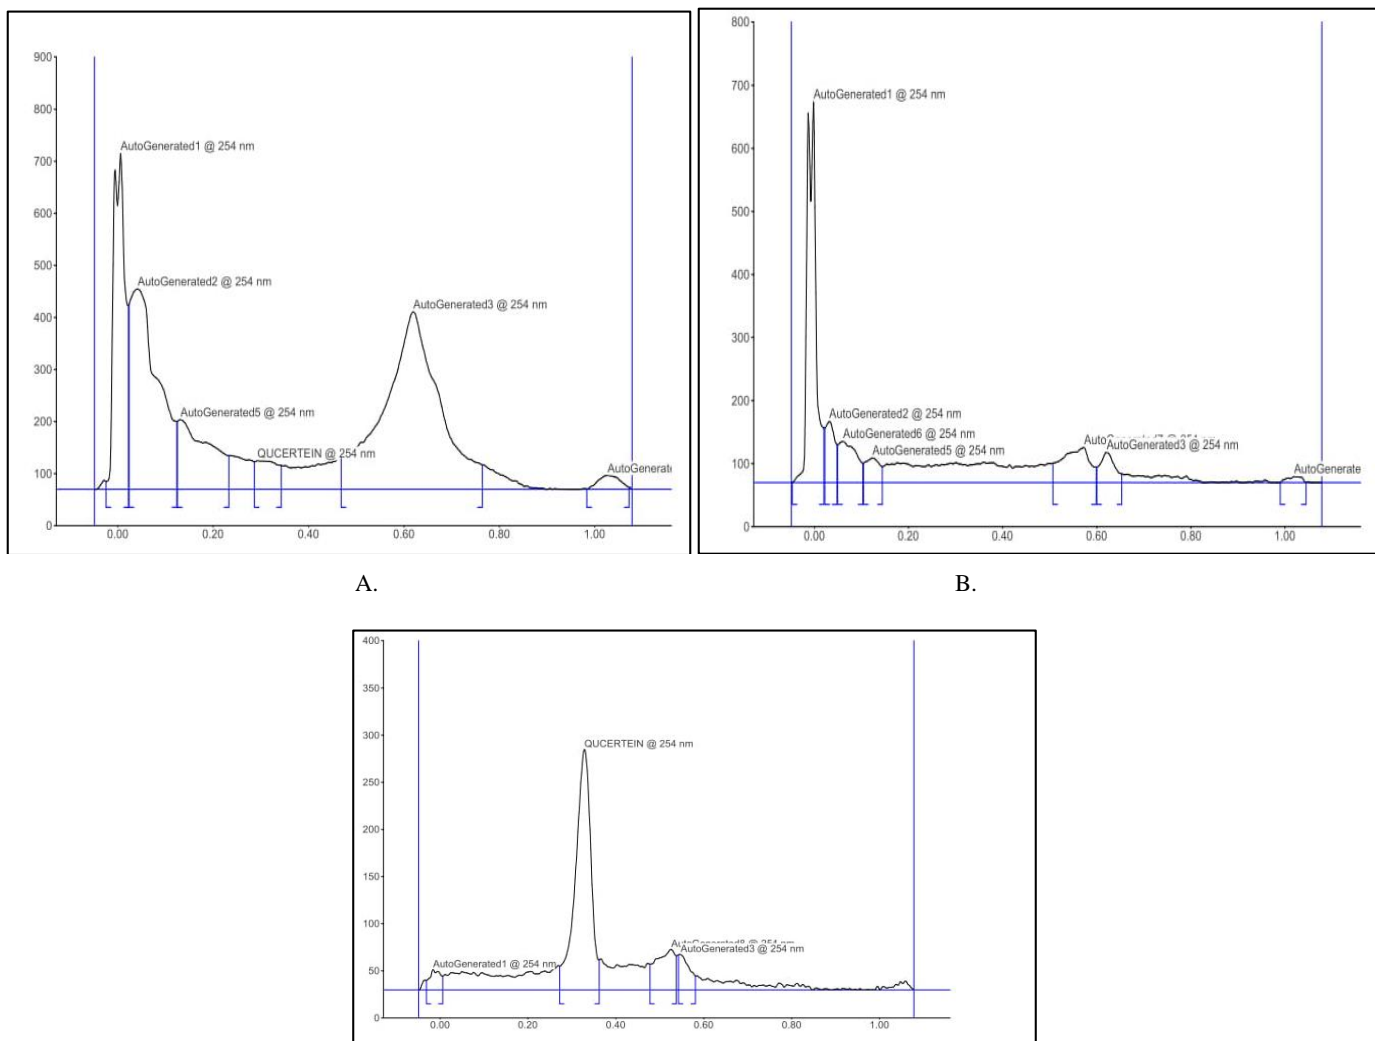 900
800
700
600
500
400
300
200
100
0
AutoGenerated1 @ 254 nm
AutoGenerated2 @ 254 nm
AutoGenerated3 @ 254 nm
AutoGenerated5 @ 254 nm
QUCERTEIN @ 254 nm
AutoGenerate
0.00 0.20 0.40 0.60 0.80 1.00
A.
800
700
600
500
400
300
200
100
0
AutoGenerated1 @ 254 nm
AutoGenerated2 @ 254 nm
AutoGenerated6 @ 254 nm
AutoGenerated5 @ 254 nm
AutoGenerated3 @ 254 nm
AutoGenerate
0.00 0.20 0.40 0.60 0.80 1.00
B.
400
350
300
250
200
150
100
50
0
QUCERTEIN @ 254 nm
AutoGenerated1 @ 254 nm
AutoGenerated3 @ 254 nm
0.00 0.20 0.40 0.60 0.80 1.00